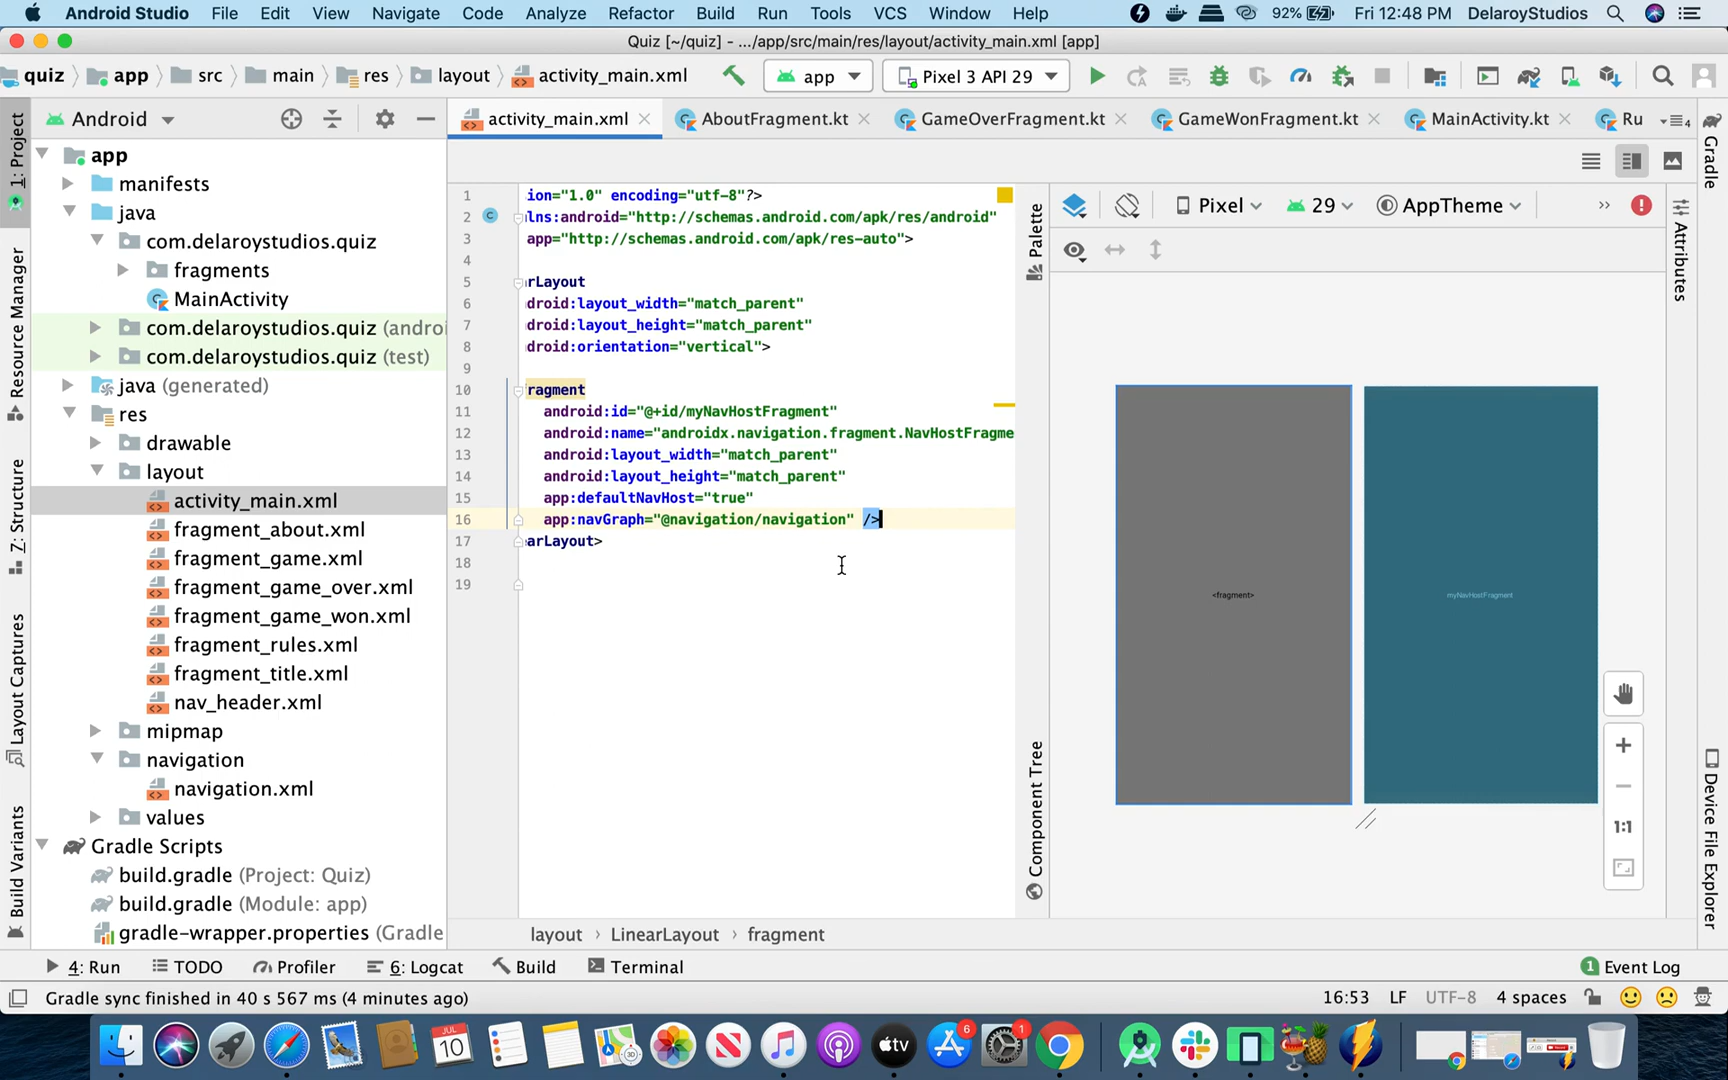 Android Studio File Edit View Navigate Code Analyze Refactor Build Run Tools VCS Window Help 92% Fri 12:48 PM DelaroyStudios
Quiz [~/quiz] - .../app/src/main/res/layout/activity_main.xml [app]
quiz app src main res layout activity_main.xml app Pixel 3 API 29
Android activity_main.xml AboutFragment.kt GameOverFragment.kt GameWonFragment.kt MainActivity.kt Ru 4
1: Project
Resource Manager
7: Structure
Layout Captures
Build Variants
app
manifests
java
com.delaroystudios.quiz
fragments
MainActivity
com.delaroystudios.quiz (androi
com.delaroystudios.quiz (test)
java (generated)
res
drawable
layout
activity_main.xml
fragment_about.xml
fragment_game.xml
fragment_game_over.xml
fragment_game_won.xml
fragment_rules.xml
fragment_title.xml
nav_header.xml
mipmap
navigation
navigation.xml
values
Gradle Scripts
build.gradle (Project: Quiz)
build.gradle (Module: app)
gradle-wrapper.properties (Gradle
1 ion="1.0" encoding="utf-8"?>
2 lns:android="http://schemas.android.com/apk/res/android"
3 app="http://schemas.android.com/apk/res-auto">
4
5 rLayout
6 droid:layout_width="match_parent"
7 droid:layout_height="match_parent"
8 droid:orientation="vertical">
9
10 ragment
11 android:id="@+id/myNavHostFragment"
12 android:name="androidx.navigation.fragment.NavHostFragme
13 android:layout_width="match_parent"
14 android:layout_height="match_parent"
15 app:defaultNavHost="true"
16 app:navGraph="@navigation/navigation" />
17 arLayout>
18
19
layout › LinearLayout › fragment
Palette
Component Tree
Pixel 29 AppTheme
<fragment>
myNavHostFragment
1:1
Gradle
Attributes
Device File Explorer
4: Run TODO Profiler 6: Logcat Build Terminal 1 Event Log
Gradle sync finished in 40 s 567 ms (4 minutes ago) 16:53 LF UTF-8 4 spaces
JUL
10
tv
6
1